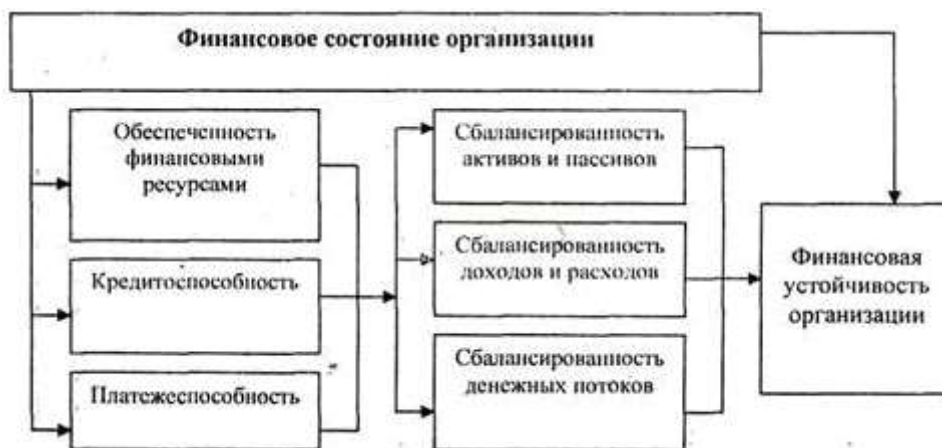 Финансовое состояние организации
Обеспеченность
финансовыми
ресурсами
Кредитоспособность
Платежеспособность
Сбалансированность
активов и пассивов
Сбалансированность
доходов и расходов
Сбалансированность
денежных потоков
Финансовая
устойчивость
организации